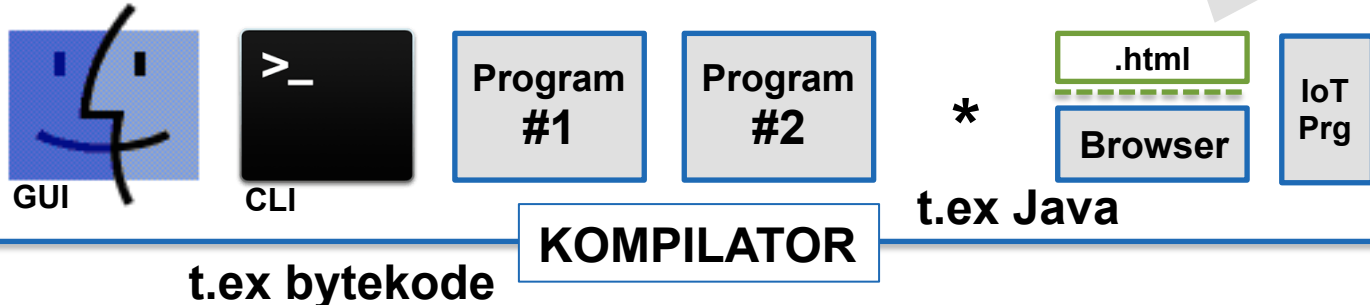 GUI
>_
CLI
Program
#1
Program
#2
*
.html
Browser
IoT
Prg
t.ex Java
KOMPILATOR
t.ex bytekode